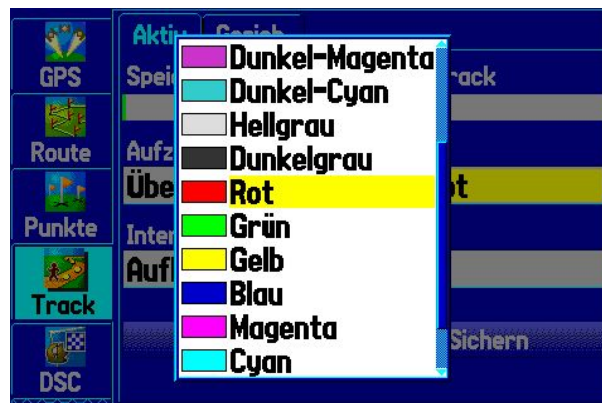 GPS
Route
Punkte
Track
DSC
Aktiv
Dunkel-Magenta
Dunkel-Cyan
Hellgrau
Dunkelgrau
Rot
Grün
Gelb
Blau
Magenta
Cyan
Sichern